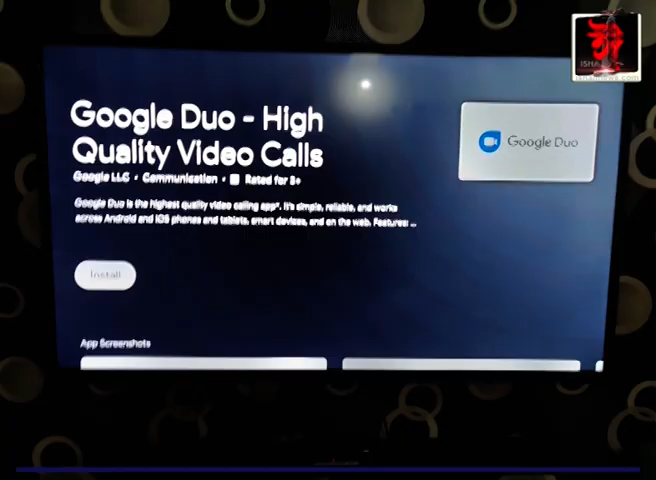 Google Duo - High
Quality Video Calls
Google LLC • Communication • Rated for 3+
Google Duo is the highest quality video calling app*. It's simple, reliable, and works
across Android and iOS phones and tablets, smart devices, and on the web. Features: ...
Install
App Screenshots
Google Duo